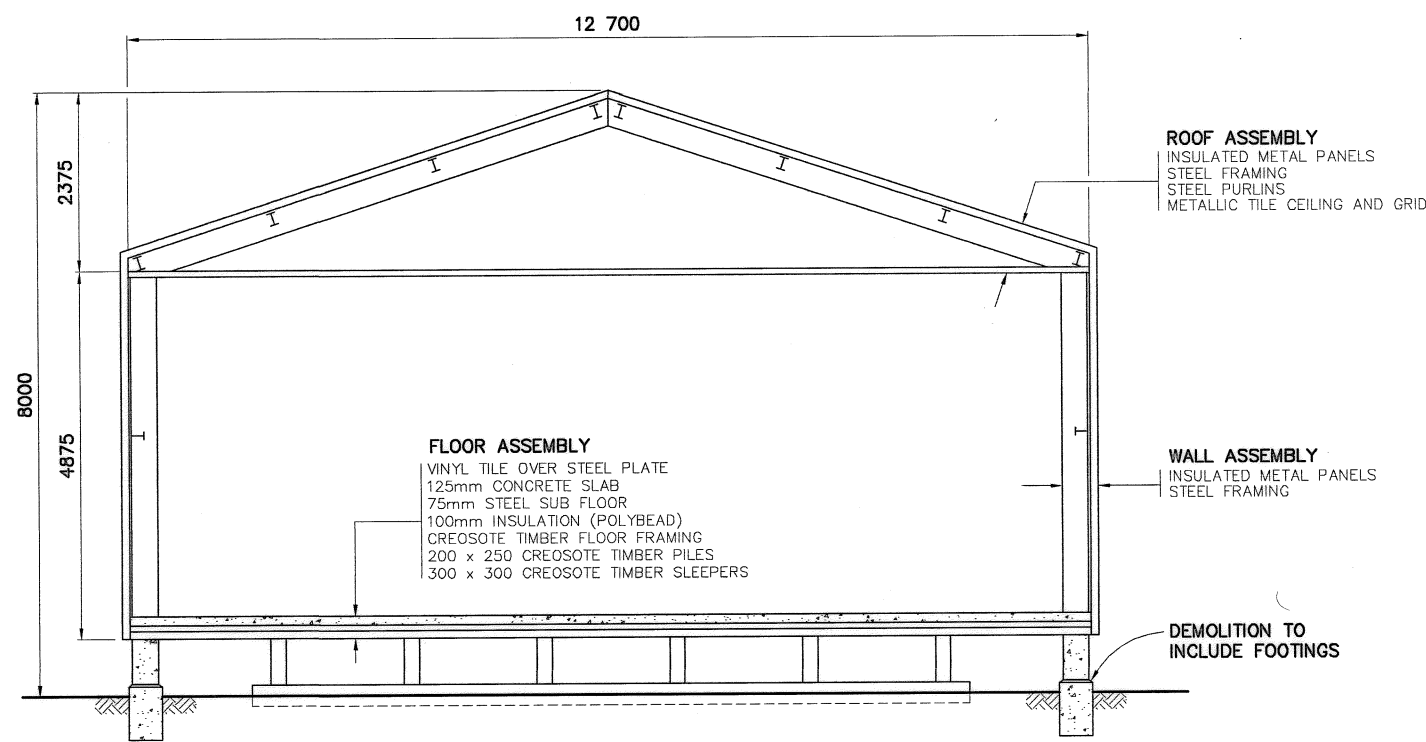 12 700
2375
8000
4875
ROOF ASSEMBLY
INSULATED METAL PANELS
STEEL FRAMING
STEEL PURLINS
METALLIC TILE CEILING AND GRID
FLOOR ASSEMBLY
VINYL TILE OVER STEEL PLATE
125mm CONCRETE SLAB
75mm STEEL SUB FLOOR
100mm INSULATION (POLYBEAD)
CREOSOTE TIMBER FLOOR FRAMING
200 x 250 CREOSOTE TIMBER PILES
300 x 300 CREOSOTE TIMBER SLEEPERS
WALL ASSEMBLY
INSULATED METAL PANELS
STEEL FRAMING
DEMOLITION TO
INCLUDE FOOTINGS